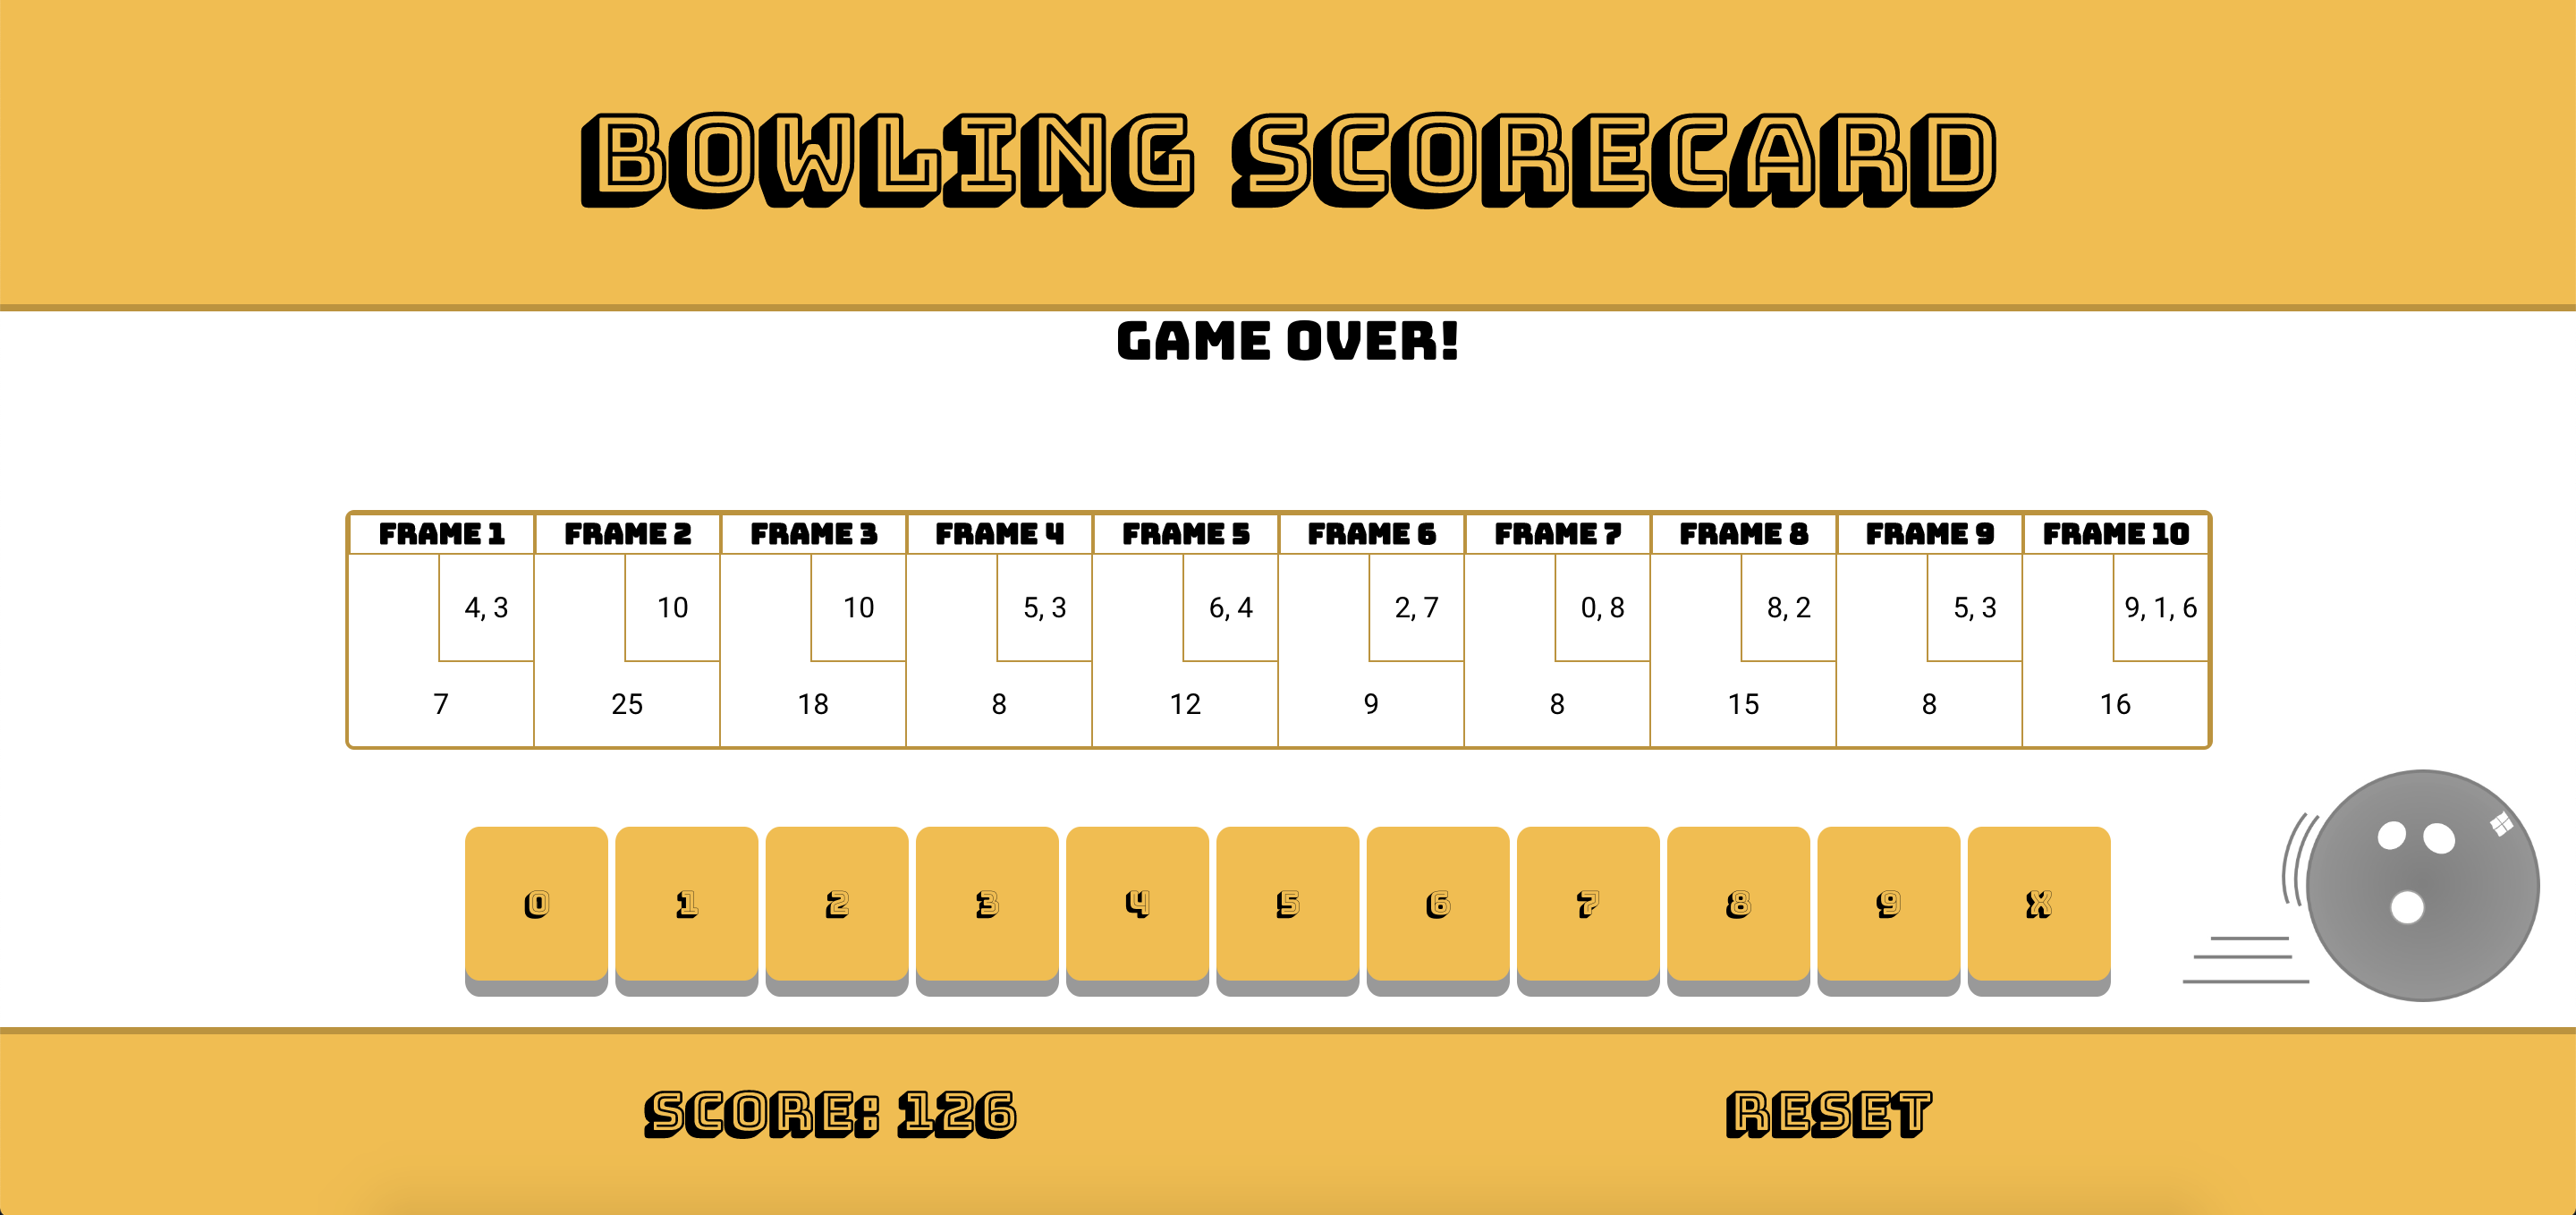 BOWLING SCORECARD
GAME OVER!
FRAME 1 FRAME 2 FRAME 3 FRAME 4 FRAME 5 FRAME 6 FRAME 7 FRAME 8 FRAME 9 FRAME 10
4, 3 10 10 5, 3 6, 4 2, 7 0, 8 8, 2 5, 3 9, 1, 6
7 25 18 8 12 9 8 15 8 16
0 1 2 3 4 5 6 7 8 9 X
SCORE: 126 RESET